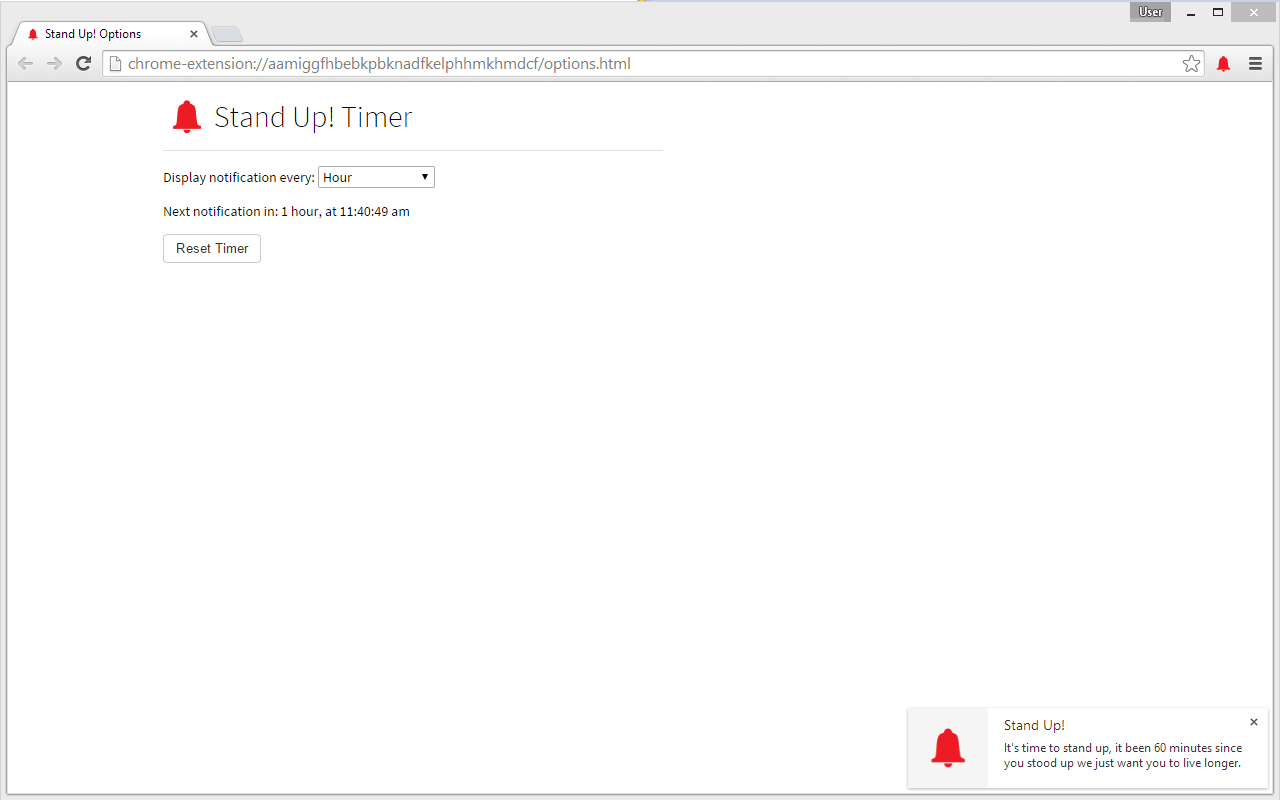 User
Stand Up! Options
chrome-extension://aamiggfhbebkpbknadfkelphhmkhmdcf/options.html
Stand Up! Timer
Display notification every: Hour
Next notification in: 1 hour, at 11:40:49 am
Reset Timer
Stand Up!
It's time to stand up, it been 60 minutes since
you stood up we just want you to live longer.